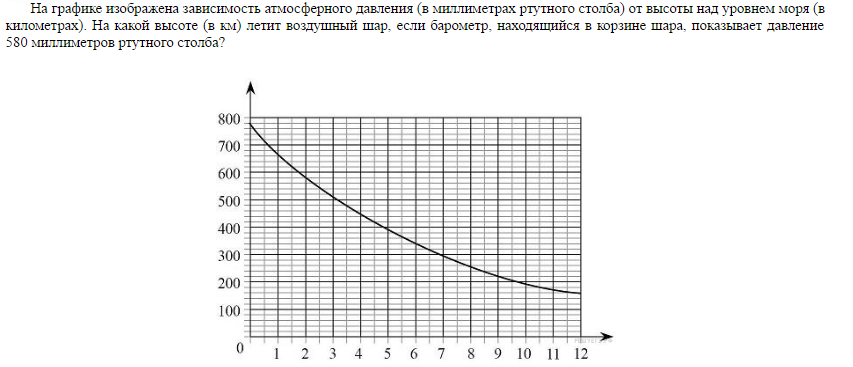 На графике изображена зависимость атмосферного давления (в миллиметрах ртутного столба) от высоты над уровнем моря (в
километрах). На какой высоте (в км) летит воздушный шар, если барометр, находящийся в корзине шара, показывает давление
580 миллиметров ртутного столба?
800
700
600
500
400
300
200
100
0 1 2 3 4 5 6 7 8 9 10 11 12